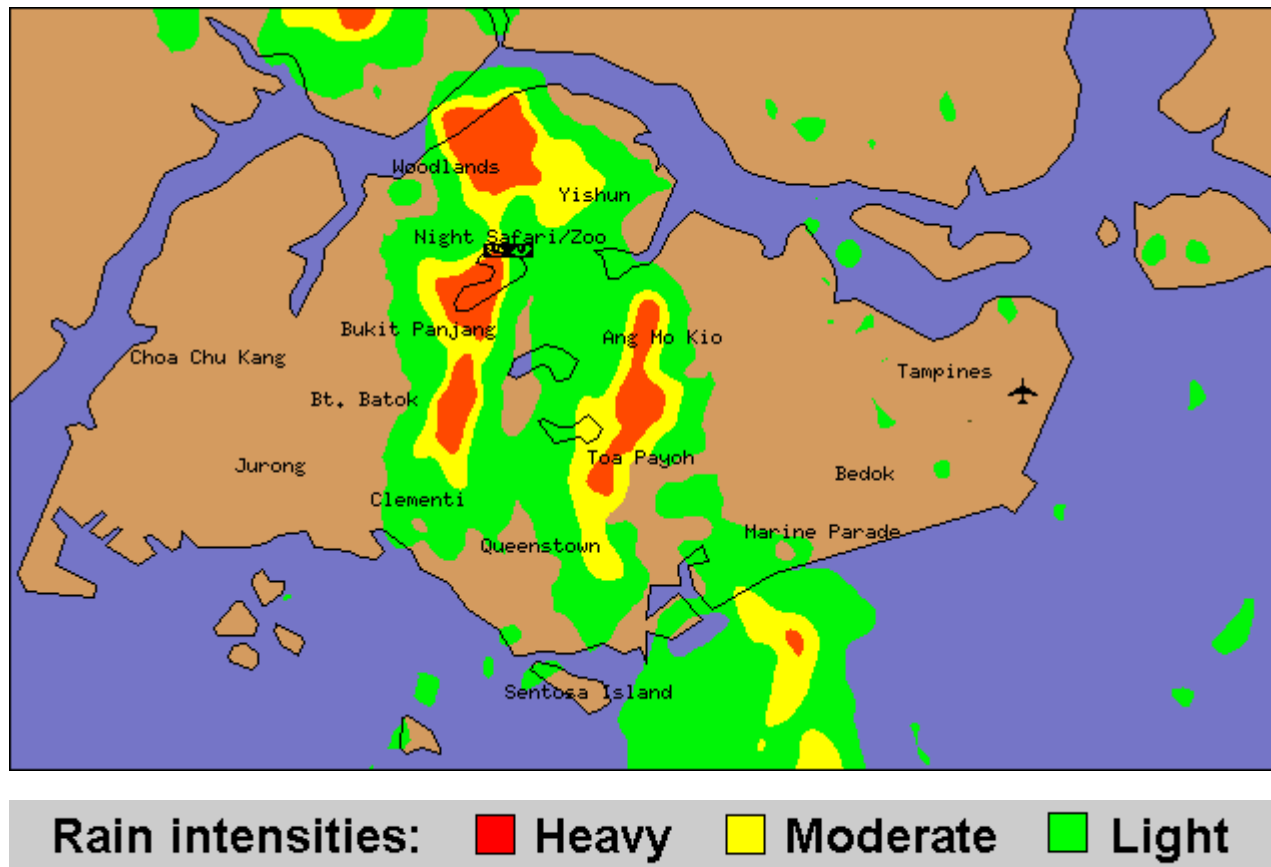 Woodlands
Yishun
Night Safari/Zoo
Bukit Panjang
Ang Mo Kio
Choa Chu Kang
Tampines
Bt. Batok
Toa Payoh
Jurong
Bedok
Clementi
Marine Parade
Queenstown
Sentosa Island
Rain intensities: Heavy Moderate Light